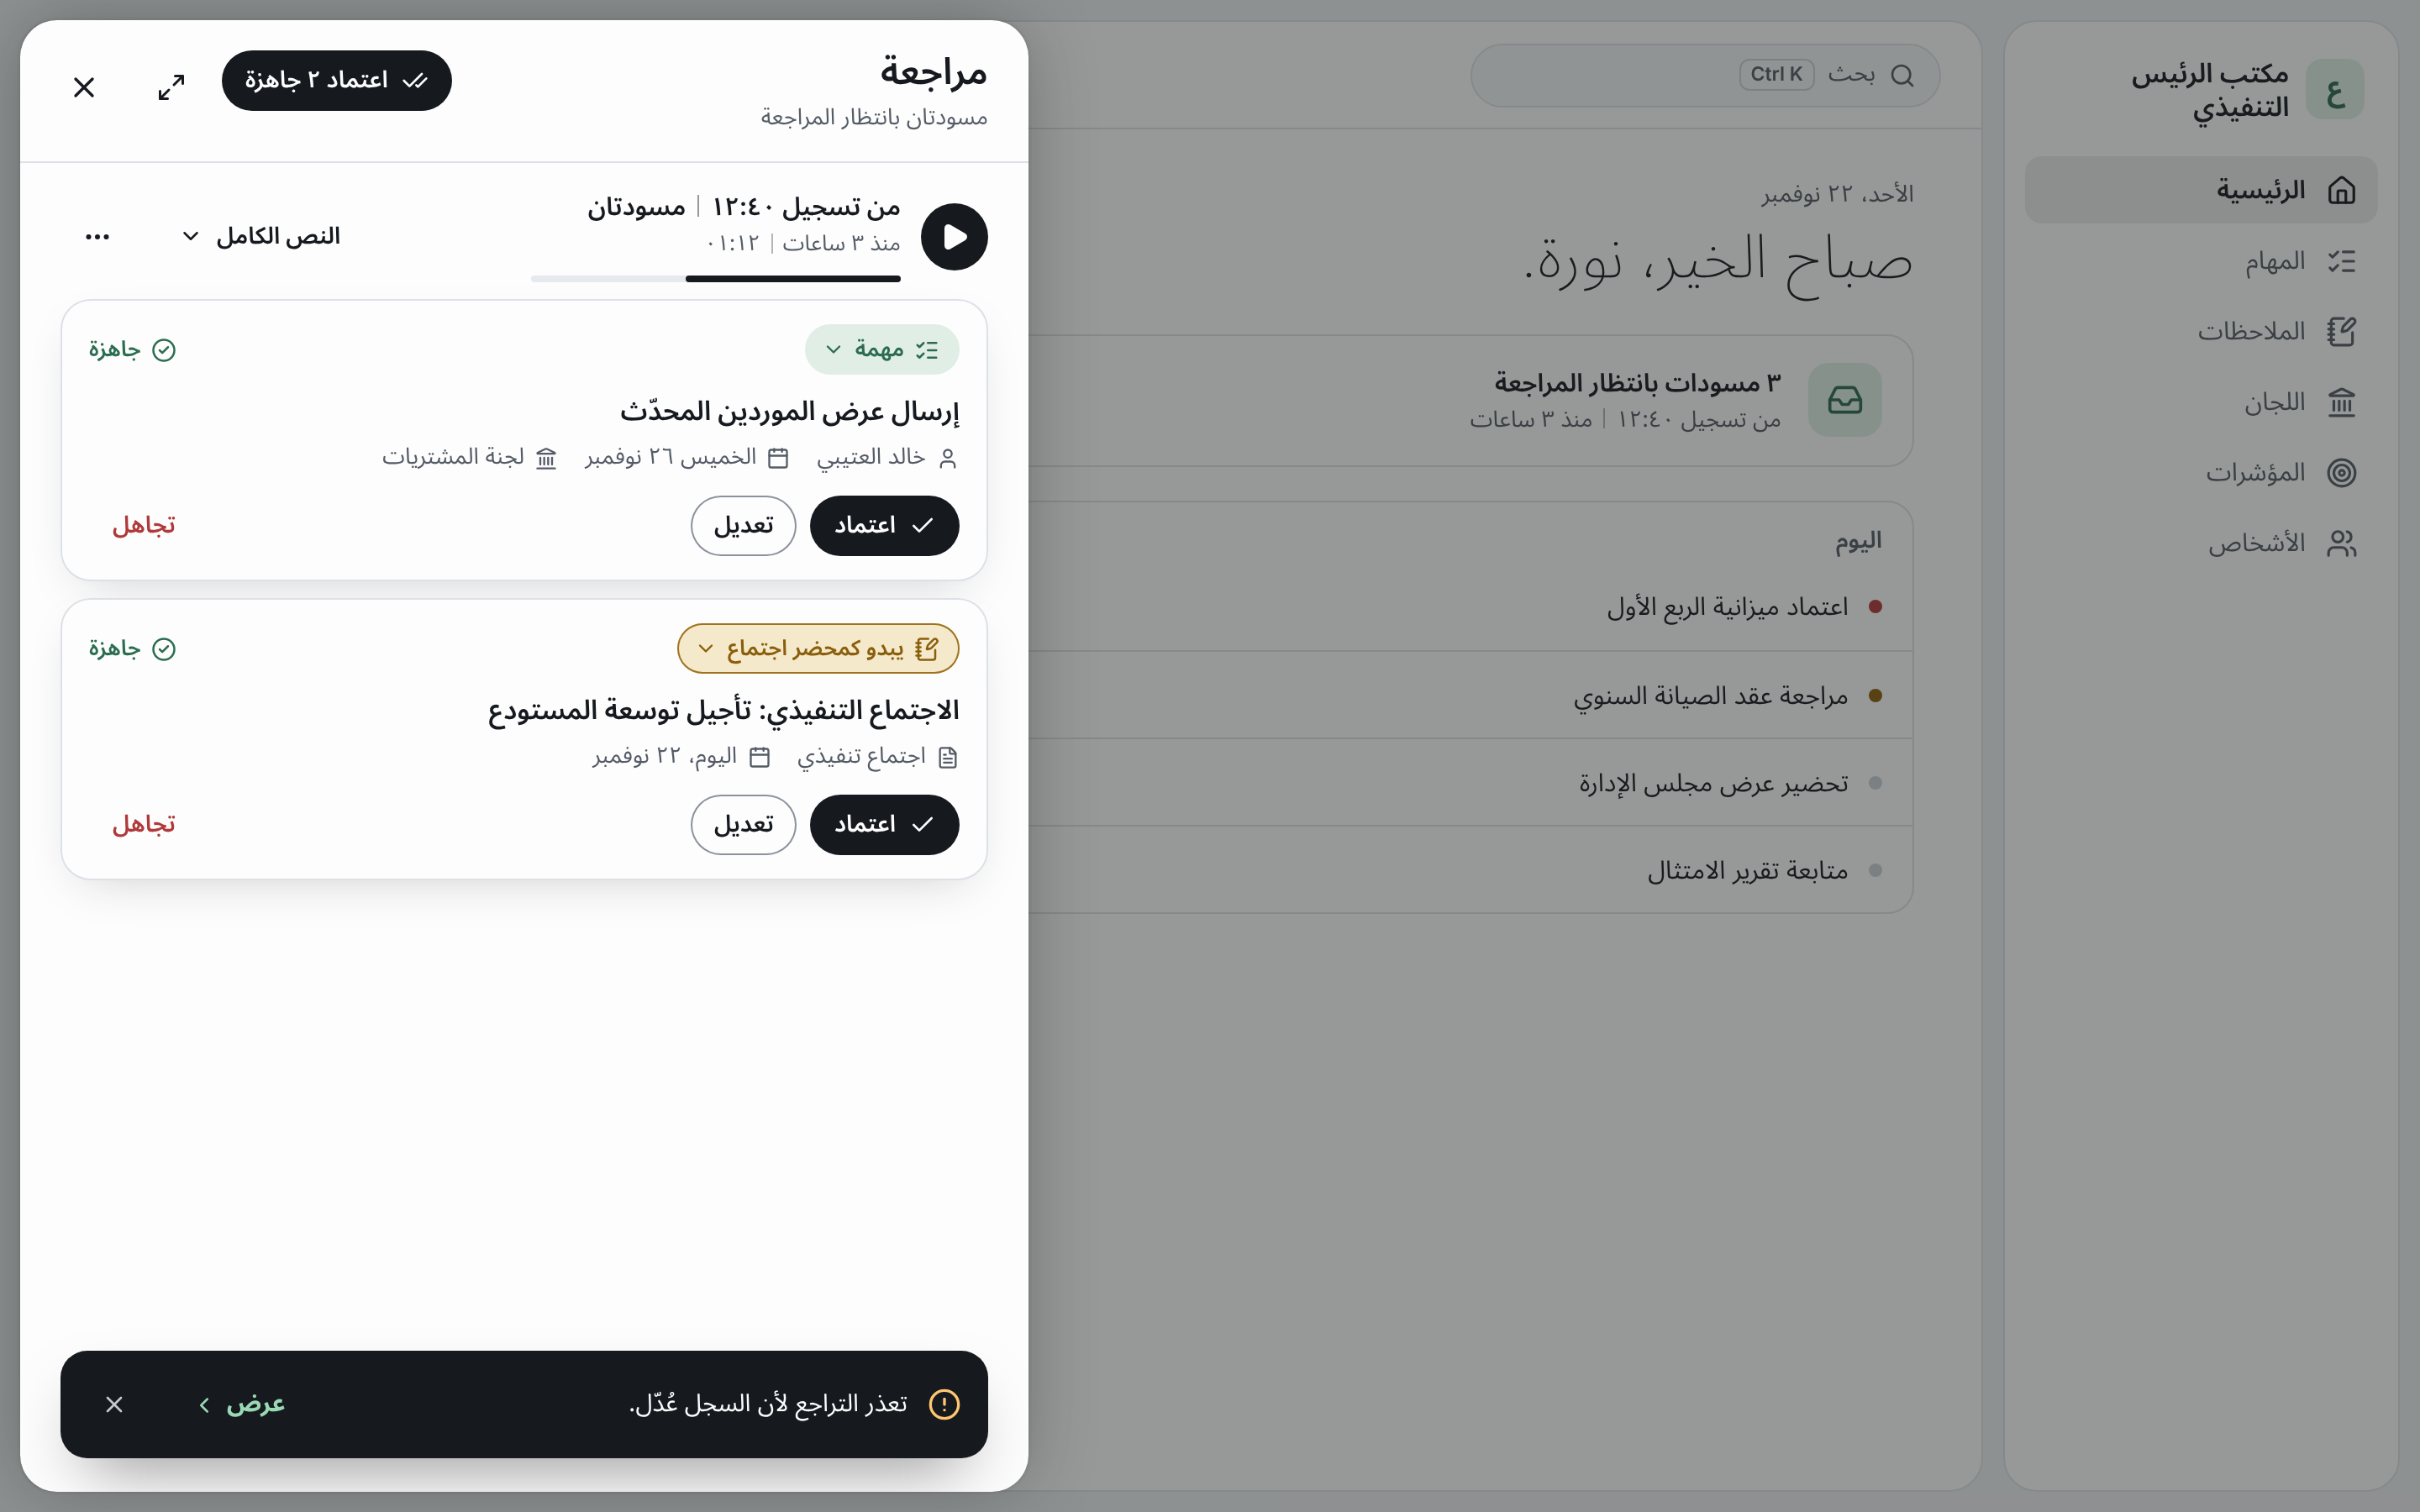 ع
مكتب الرئيس
التنفيذي
الرئيسية
المهام
الملاحظات
اللجان
المؤشرات
الأشخاص
بحث Ctrl K
الأحد، ٢٢ نوفمبر
صباح الخير، نورة.
٣ مسودات بانتظار المراجعة
من تسجيل ١٢:٤٠ | منذ ٣ ساعات
اليوم
اعتماد ميزانية الربع الأول
مراجعة عقد الصيانة السنوي
تحضير عرض مجلس الإدارة
متابعة تقرير الامتثال
مراجعة
مسودتان بانتظار المراجعة
اعتماد ٢ جاهزة
من تسجيل ١٢:٤٠ | مسودتان
منذ ٣ ساعات | ٠١:١٢
النص الكامل
مهمة
جاهزة
إرسال عرض الموردين المحدّث
خالد العتيبي الخميس ٢٦ نوفمبر لجنة المشتريات
اعتماد تعديل تجاهل
يبدو كمحضر اجتماع
جاهزة
الاجتماع التنفيذي: تأجيل توسعة المستودع
اجتماع تنفيذي اليوم، ٢٢ نوفمبر
اعتماد تعديل تجاهل
تعذر التراجع لأن السجل عُدّل.
عرض